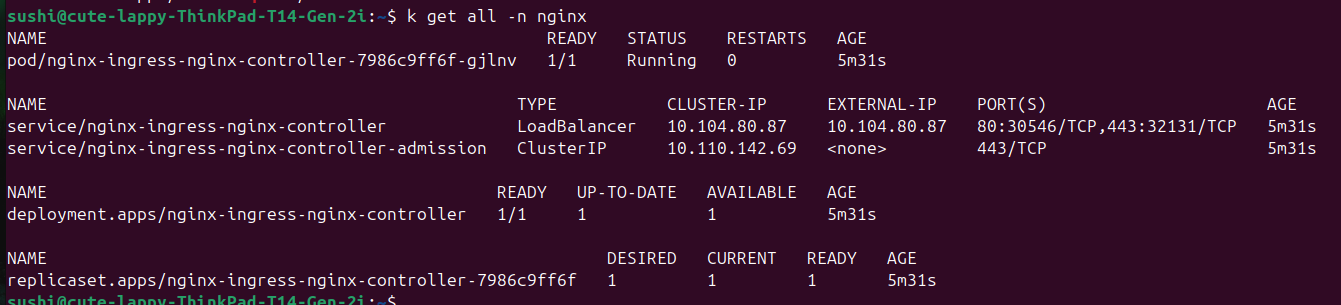 sushi@cute-lappy-ThinkPad-T14-Gen-2i:~$ k get all -n nginx
NAME                                                  READY   STATUS    RESTARTS   AGE
pod/nginx-ingress-nginx-controller-7986c9ff6f-gjlnv   1/1     Running   0          5m31s
NAME                                               TYPE           CLUSTER-IP      EXTERNAL-IP    PORT(S)                      AGE
service/nginx-ingress-nginx-controller             LoadBalancer   10.104.80.87    10.104.80.87   80:30546/TCP,443:32131/TCP   5m31s
service/nginx-ingress-nginx-controller-admission   ClusterIP      10.110.142.69   <none>         443/TCP                      5m31s
NAME                                             READY   UP-TO-DATE   AVAILABLE   AGE
deployment.apps/nginx-ingress-nginx-controller   1/1     1            1           5m31s
NAME                                                        DESIRED   CURRENT   READY   AGE
replicaset.apps/nginx-ingress-nginx-controller-7986c9ff6f   1         1         1       5m31s
sushi@cute-lappy-ThinkPad-T14-Gen-2i:~$